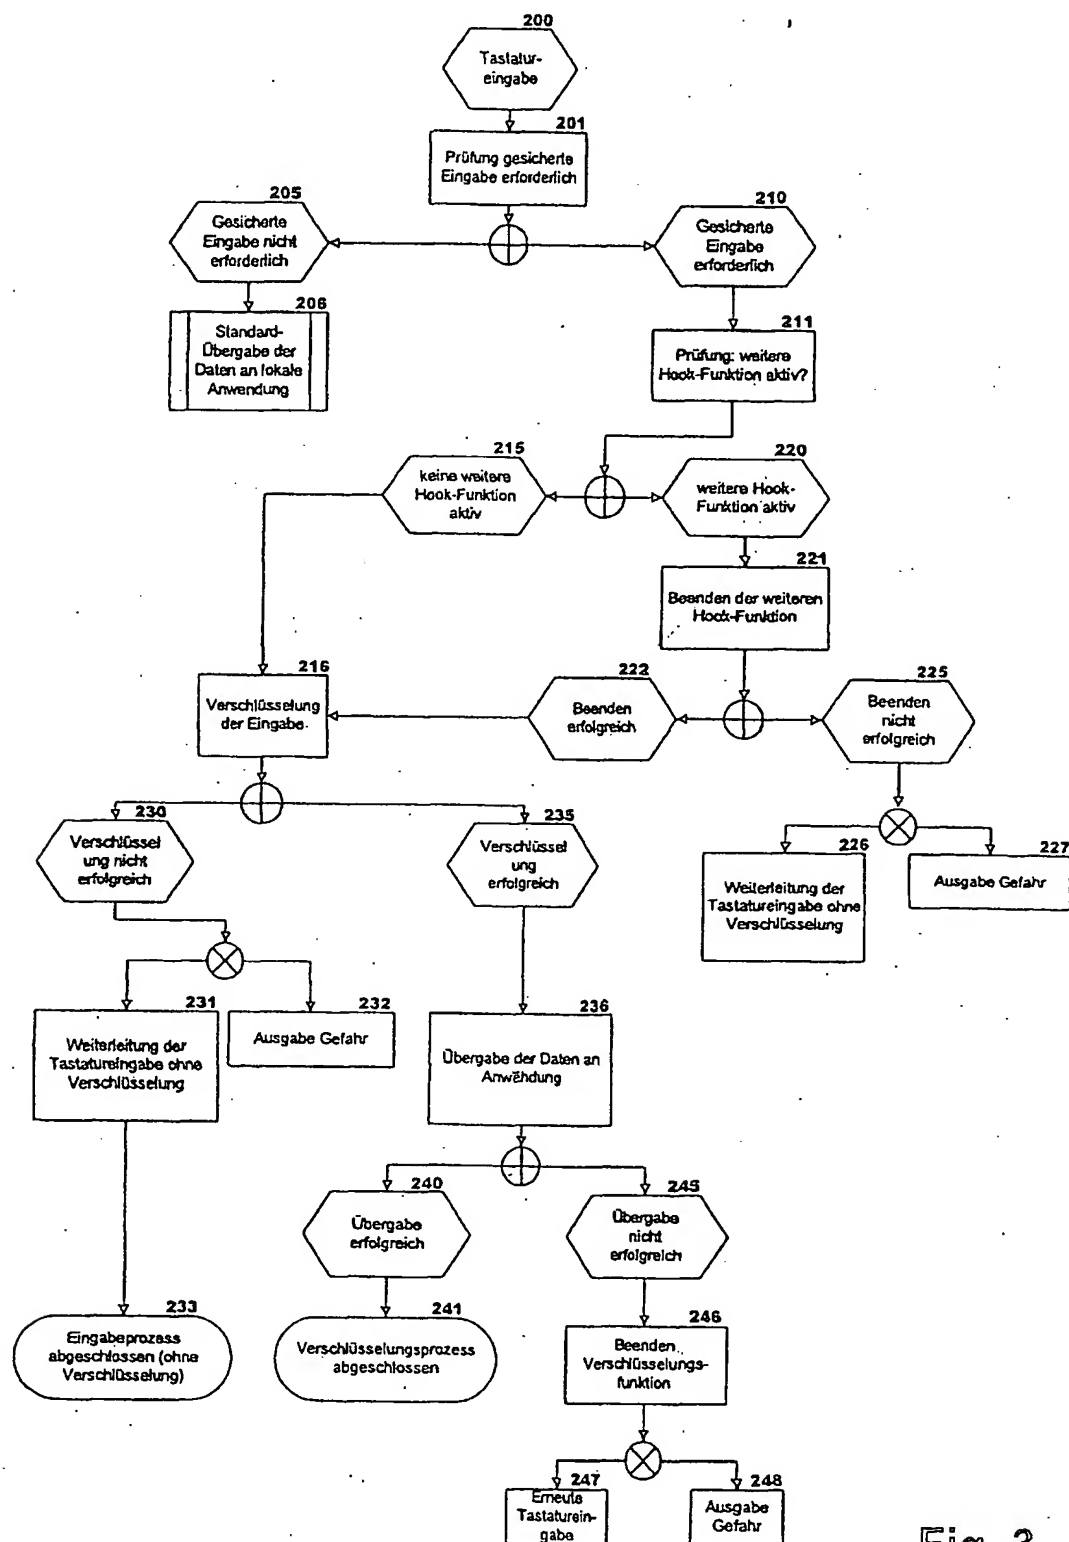 200
Tastatur-
eingabe
201
Prüfung gesicherte
Eingabe erforderlich
205
Gesicherte
Eingabe nicht
erforderlich
210
Gesicherte
Eingabe
erforderlich
206
Standard-
Übergabe der
Daten an lokale
Anwendung
211
Prüfung: weitere
Hook-Funktion aktiv?
215
keine weitere
Hook-Funktion
aktiv
220
weitere Hook-
Funktion aktiv
221
Beenden der weiteren
Hook-Funktion
216
Verschlüsselung
der Eingabe
222
Beenden
erfolgreich
225
Beenden
nicht
erfolgreich
230
Verschlüssel
ung nicht
erfolgreich
235
Verschlüssel
ung
erfolgreich
226
Weiterleitung der
Tastatureingabe ohne
Verschlüsselung
227
Ausgabe Gefahr
231
Weiterleitung der
Tastatureingabe ohne
Verschlüsselung
232
Ausgabe Gefahr
236
Übergabe der Daten an
Anwendung
240
Übergabe
erfolgreich
245
Übergabe
nicht
erfolgreich
233
Eingabeprozess
abgeschlossen (ohne
Verschlüsselung)
241
Verschlüsselungsprozess
abgeschlossen
246
Beenden
Verschlüsselungs-
funktion
247
Erneute
Tastaturein-
gabe
248
Ausgabe
Gefahr